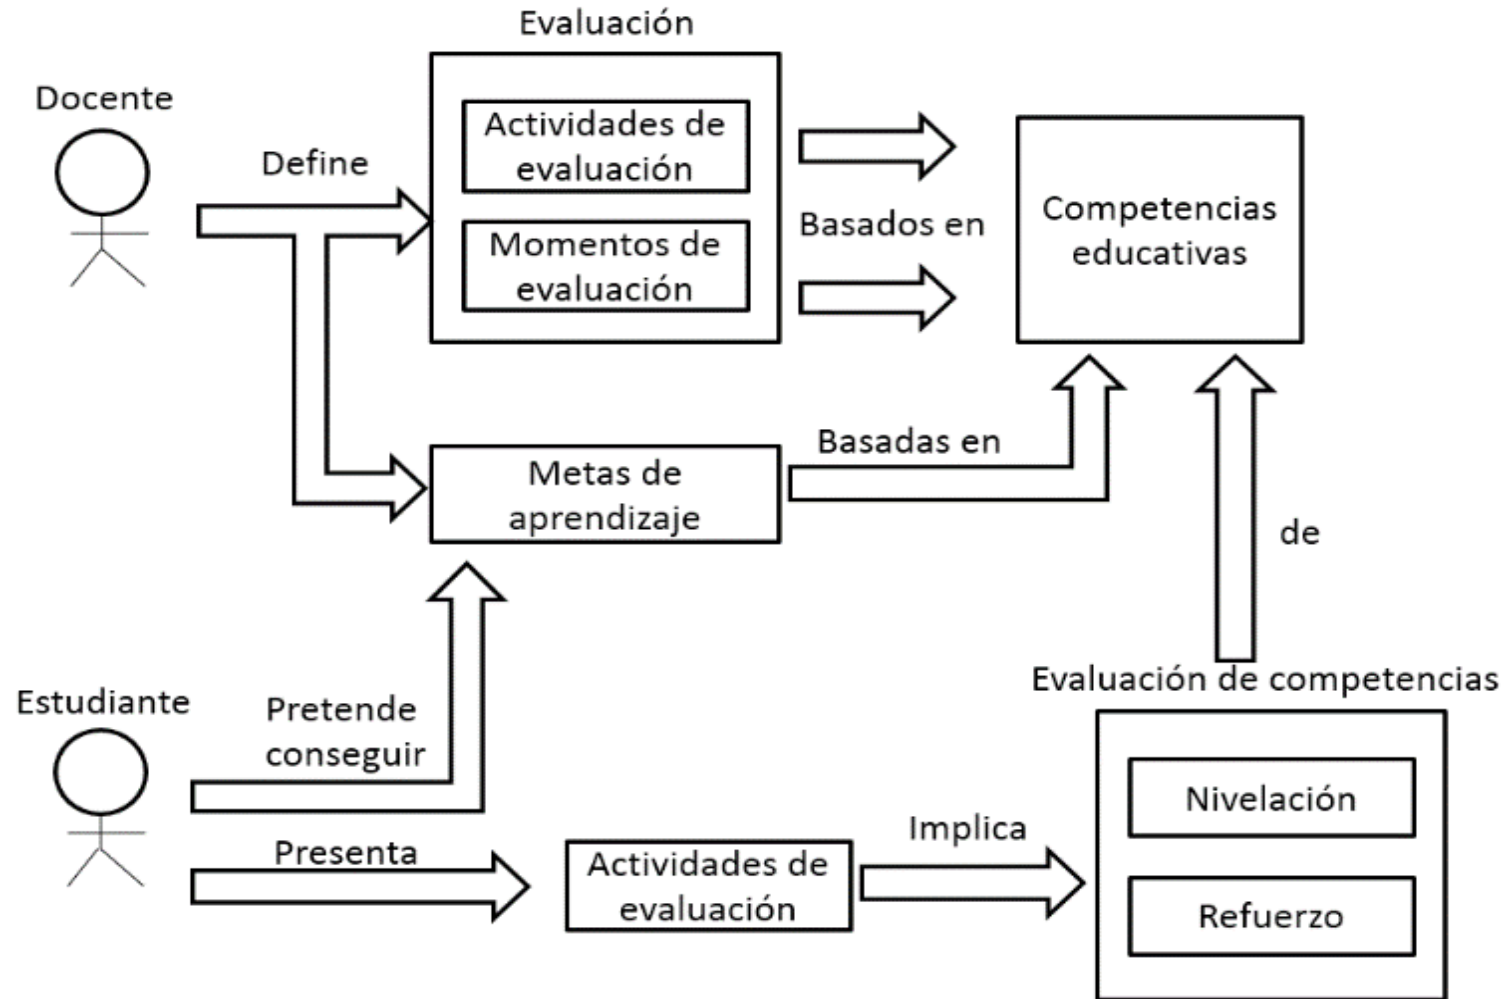 Evaluación
Docente
Define
Actividades de
evaluación
Momentos de
evaluación
Basados en
Competencias
educativas
Metas de
aprendizaje
Basadas en
de
Estudiante
Pretende
conseguir
Presenta
Actividades de
evaluación
Implica
Evaluación de competencias
Nivelación
Refuerzo